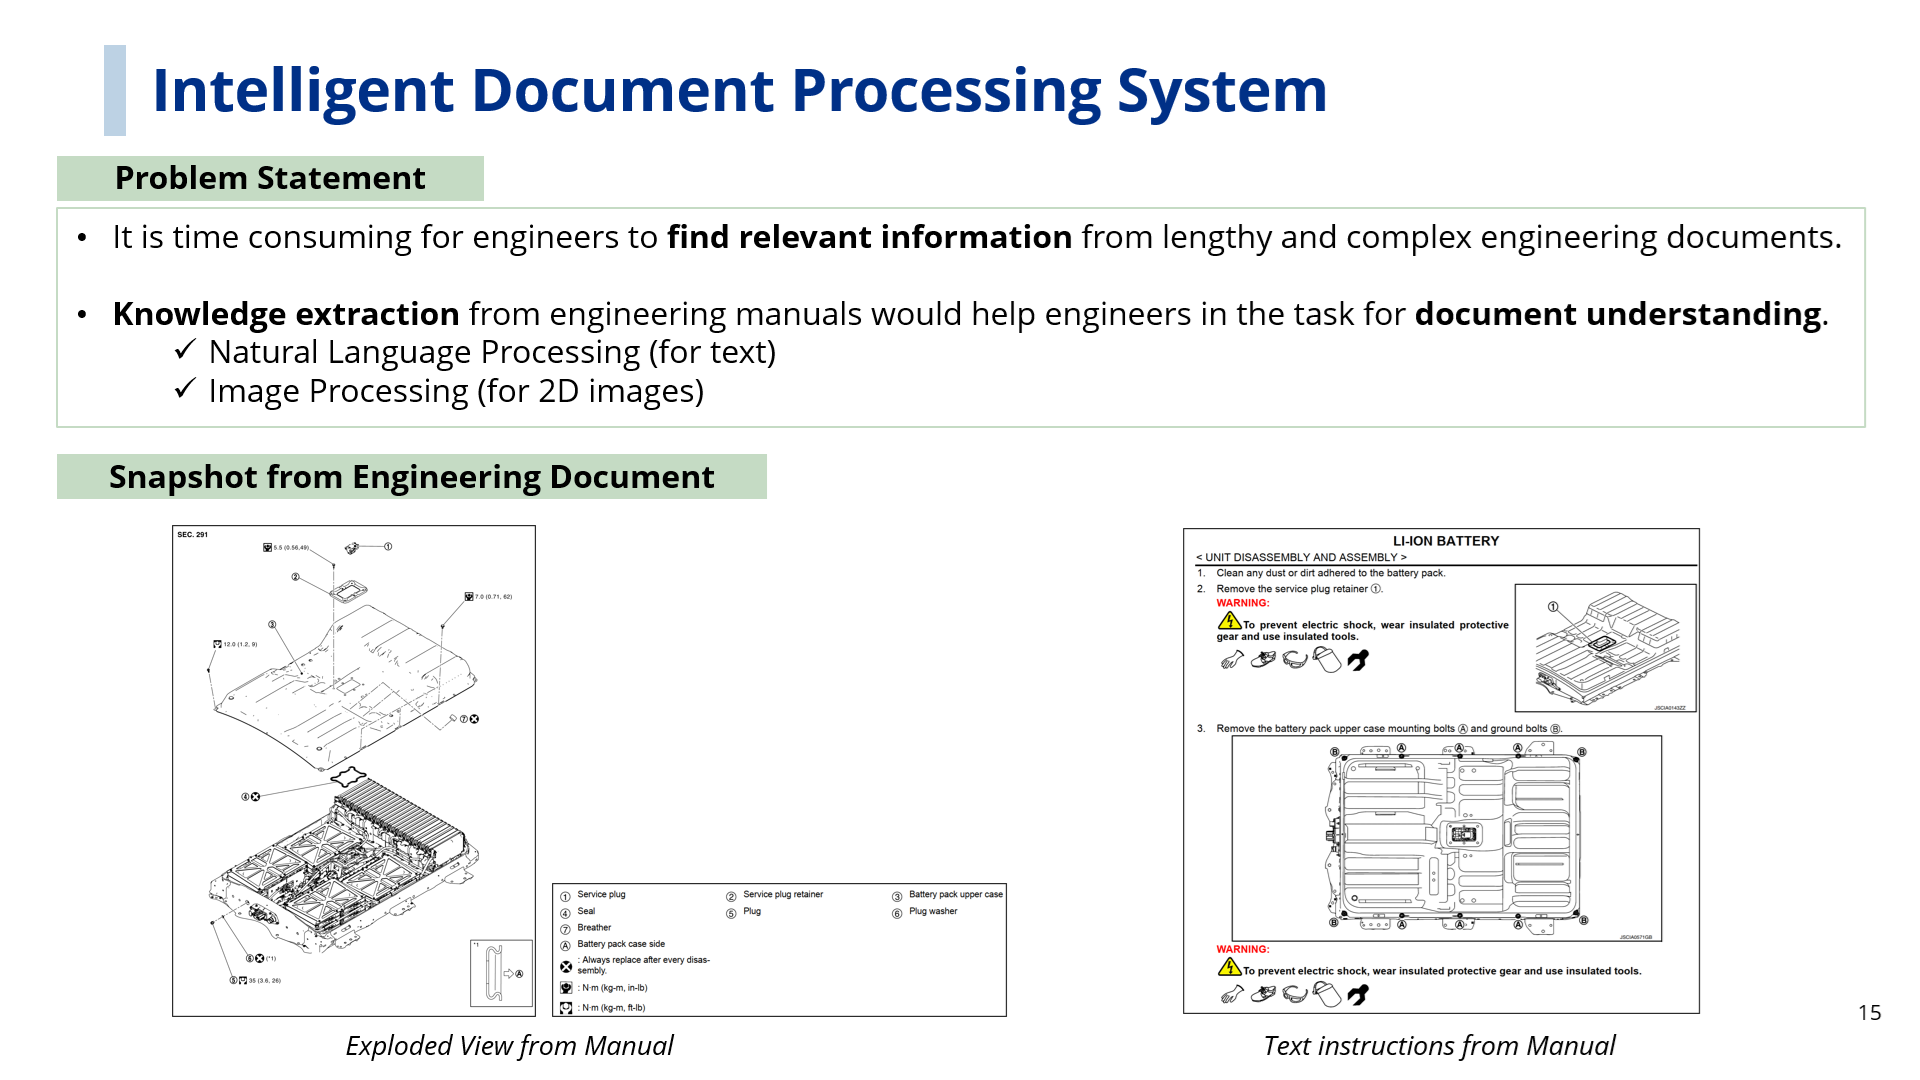 Intelligent Document Processing System
Problem Statement
• It is time consuming for engineers to find relevant information from lengthy and complex engineering documents.
• Knowledge extraction from engineering manuals would help engineers in the task for document understanding.
✓ Natural Language Processing (for text)
✓ Image Processing (for 2D images)
Snapshot from Engineering Document
SEC. 291
5.5 (0.56,49)
①
②
7.0 (0.71, 62)
③
12.0 (1.2, 9)
⑦
④
⑥ (*1)
⑤ 35 (3.6, 26)
*1
Ⓐ
① Service plug ② Service plug retainer ③ Battery pack upper case
④ Seal ⑤ Plug ⑥ Plug washer
⑦ Breather
Ⓐ Battery pack case side
: Always replace after every disas-
sembly.
: N·m (kg-m, in-lb)
: N·m (kg-m, ft-lb)
Exploded View from Manual
LI-ION BATTERY
< UNIT DISASSEMBLY AND ASSEMBLY >
1. Clean any dust or dirt adhered to the battery pack.
2. Remove the service plug retainer ①.
WARNING:
To prevent electric shock, wear insulated protective
gear and use insulated tools.
①
JSCIA0143ZZ
3. Remove the battery pack upper case mounting bolts Ⓐ and ground bolts Ⓑ.
Ⓑ Ⓐ Ⓐ Ⓐ Ⓑ
Ⓑ Ⓐ Ⓐ Ⓐ Ⓑ
JSCIA0571GB
WARNING:
To prevent electric shock, wear insulated protective gear and use insulated tools.
Text instructions from Manual
15